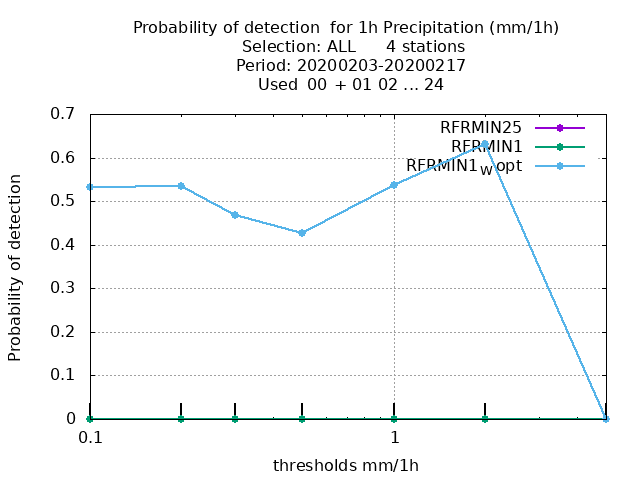 Probability of detection  for 1h Precipitation (mm/1h)
Selection: ALL      4 stations
Period: 20200203-20200217
Used  00  + 01 02 ... 24
0.7
0.6
0.5
0.4
0.3
0.2
0.1
0
Probability of detection
RFRMIN25
RFRMIN1
RFRMIN1wopt
0.1
1
thresholds mm/1h